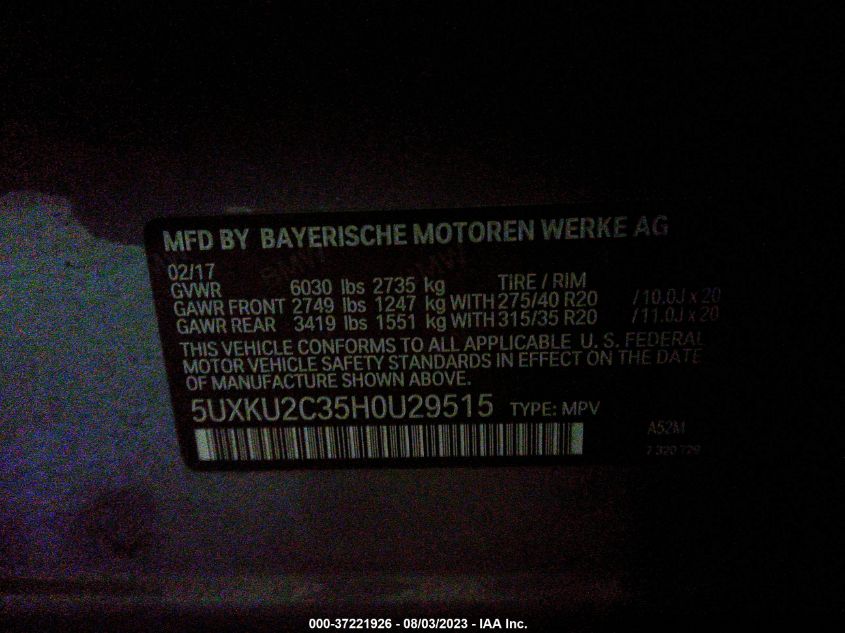 MFD BY BAYERISCHE MOTOREN WERKE AG
02/17
GVWR 6030 lbs 2735 kg TIRE / RIM
GAWR FRONT 2749 lbs 1247 kg WITH 275/40 R20 /10.0J x 20
GAWR REAR 3419 lbs 1551 kg WITH 315/35 R20 /11.0J x 20
THIS VEHICLE CONFORMS TO ALL APPLICABLE U. S. FEDERAL
MOTOR VEHICLE SAFETY STANDARDS IN EFFECT ON THE DATE
OF MANUFACTURE SHOWN ABOVE.
5UXKU2C35H0U29515 TYPE: MPV
A52M
000-37221926 - 08/03/2023 - IAA Inc.